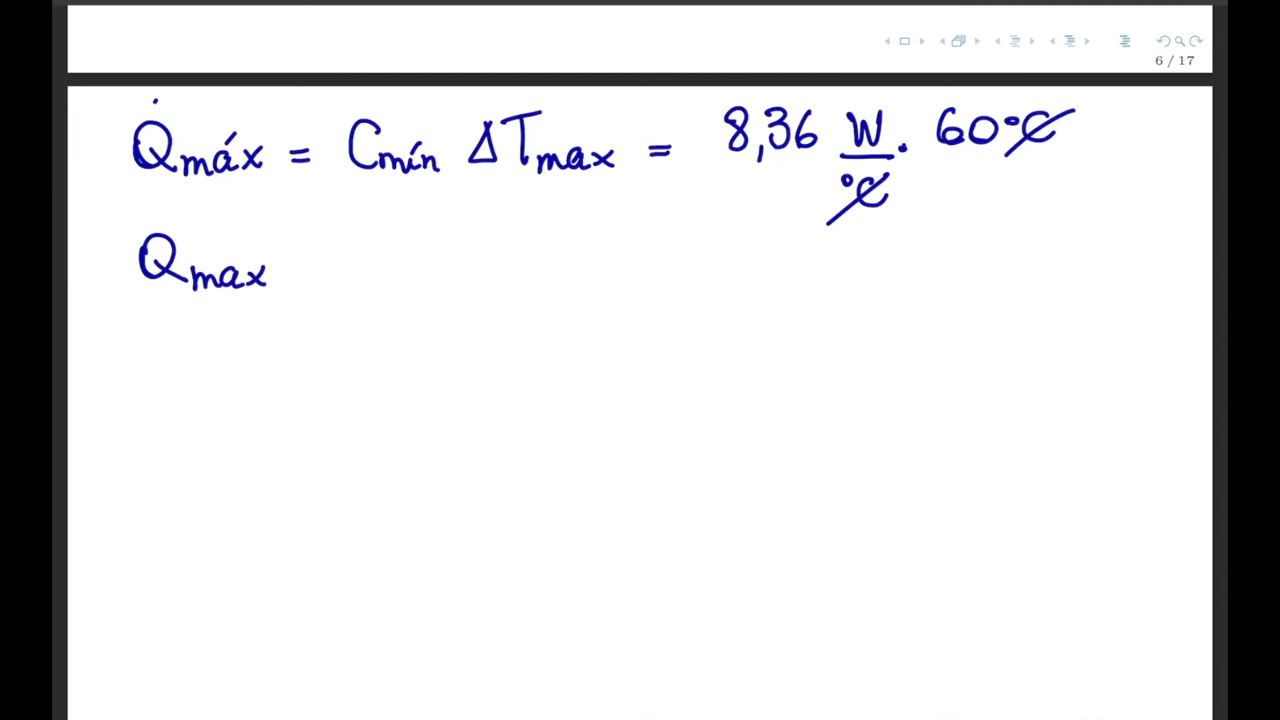 6 / 17
Q̇máx = Cmín ΔTmax = 8,36 W/°C . 60°C
Qmax